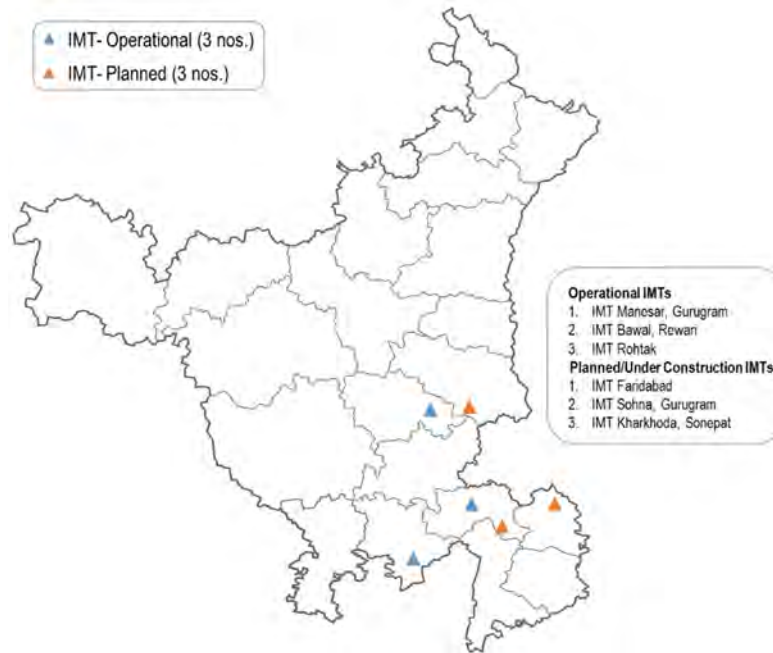 IMT- Operational (3 nos.)
IMT- Planned (3 nos.)
Operational IMTs
1. IMT Manesar, Gurugram
2. IMT Bawal, Rewari
3. IMT Rohtak
Planned/Under Construction IMTs
1. IMT Faridabad
2. IMT Sohna, Gurugram
3. IMT Kharkhoda, Sonepat